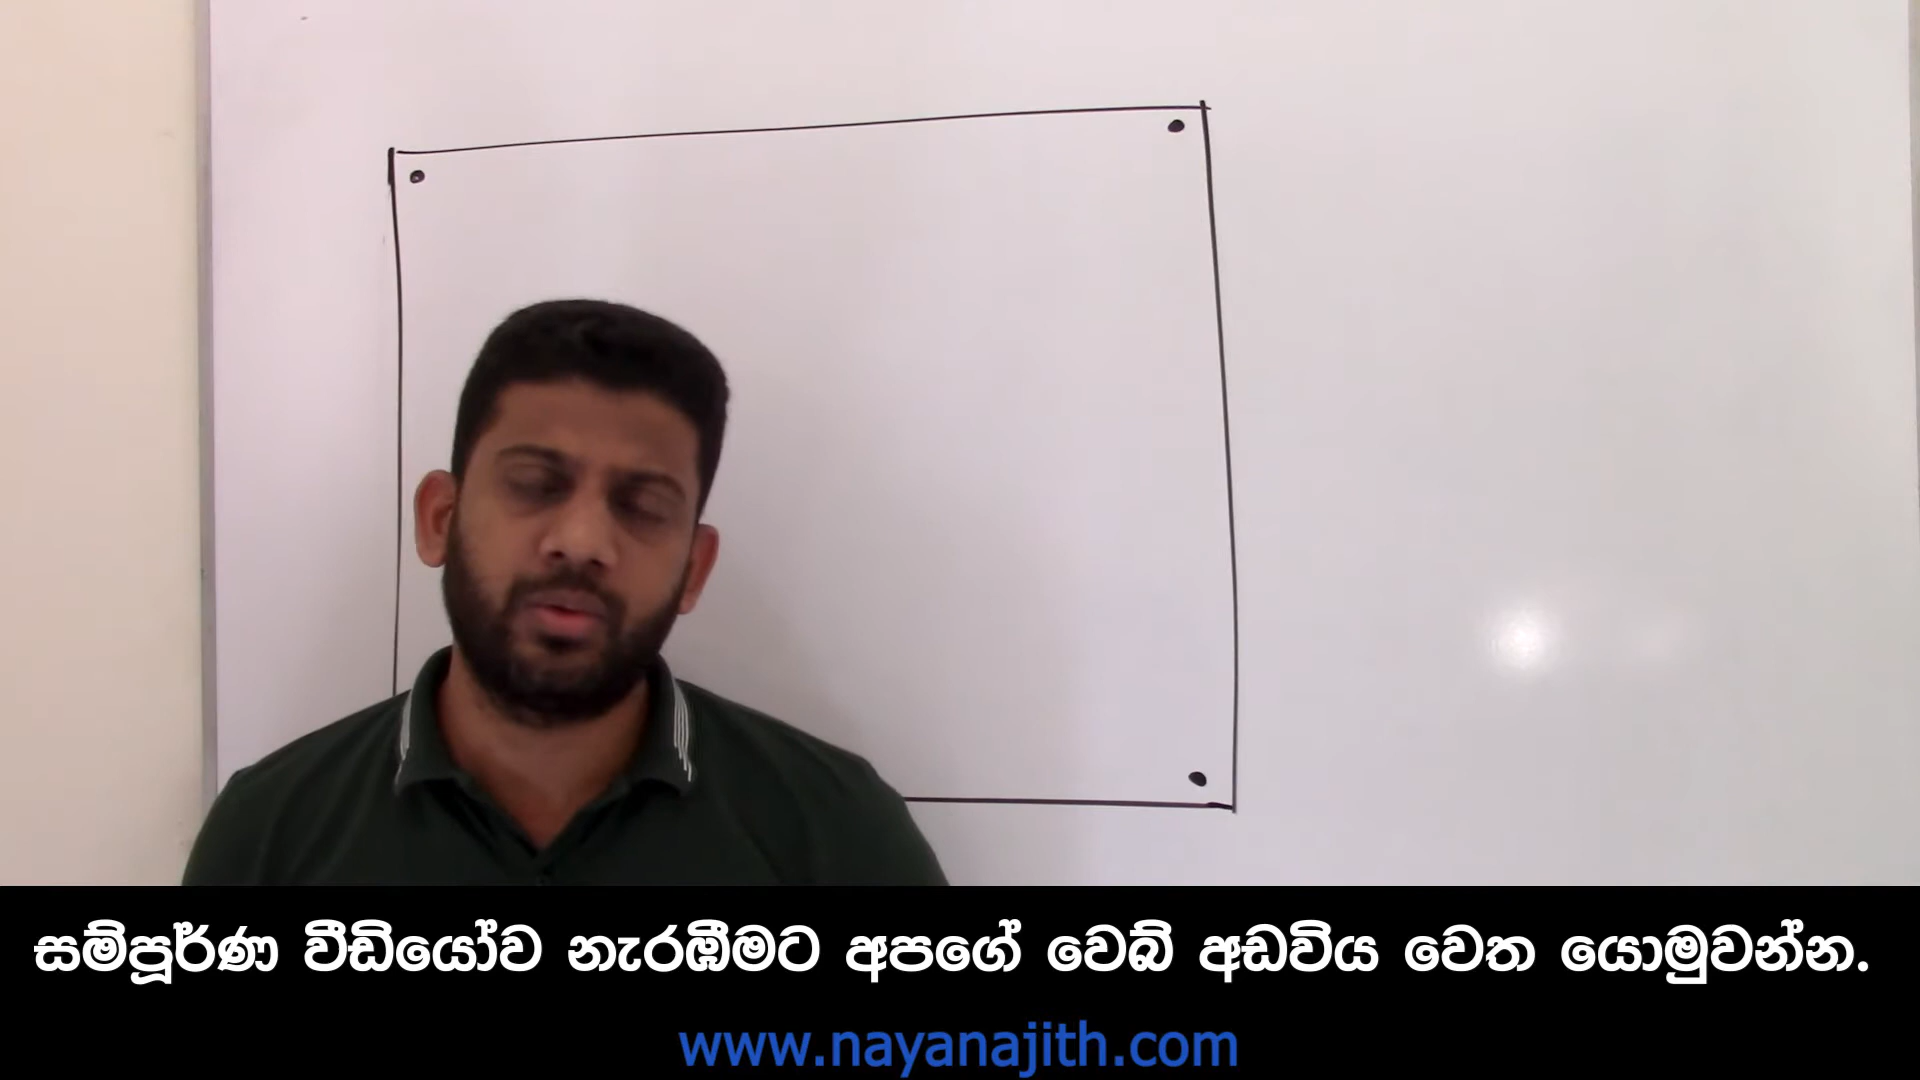 සම්පූර්ණ වීඩියෝව නැරඹීමට අපගේ වෙබ් අඩවිය වෙත යොමුවන්න.
www.nayanajith.com